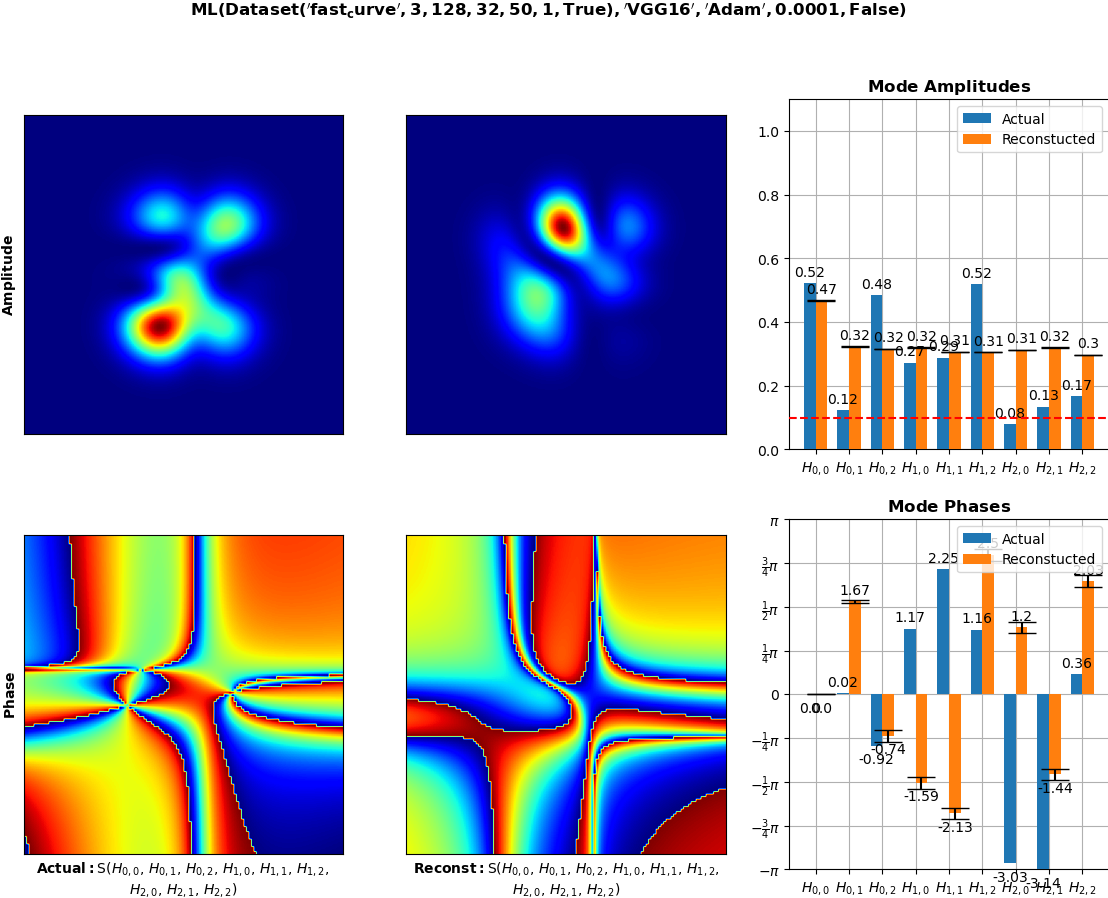 ML(Dataset('fast_curve', 3, 128, 32, 50, 1, True), 'VGG16', 'Adam', 0.0001, False)
Amplitude
Mode Amplitudes
Actual
Reconstucted
1.0
0.8
0.6
0.4
0.2
0.0
0.52 0.47 0.12 0.32 0.48 0.32 0.27 0.32 0.29 0.31 0.52 0.31 0.08 0.31 0.13 0.32 0.17 0.3
H0,0 H0,1 H0,2 H1,0 H1,1 H1,2 H2,0 H2,1 H2,2
Phase
Actual: S(H0,0, H0,1, H0,2, H1,0, H1,1, H1,2,
H2,0, H2,1, H2,2)
Reconst: S(H0,0, H0,1, H0,2, H1,0, H1,1, H1,2,
H2,0, H2,1, H2,2)
Mode Phases
Actual
Reconstucted
π
3/4π
1/2π
1/4π
0
−1/4π
−1/2π
−3/4π
−π
0.0 0.0 0.02 1.67 -0.92 -0.74 1.17 -1.59 2.25 -2.13 1.16 2.5 -3.03 1.2 -3.14 -1.44 0.36 2.03
H0,0 H0,1 H0,2 H1,0 H1,1 H1,2 H2,0 H2,1 H2,2